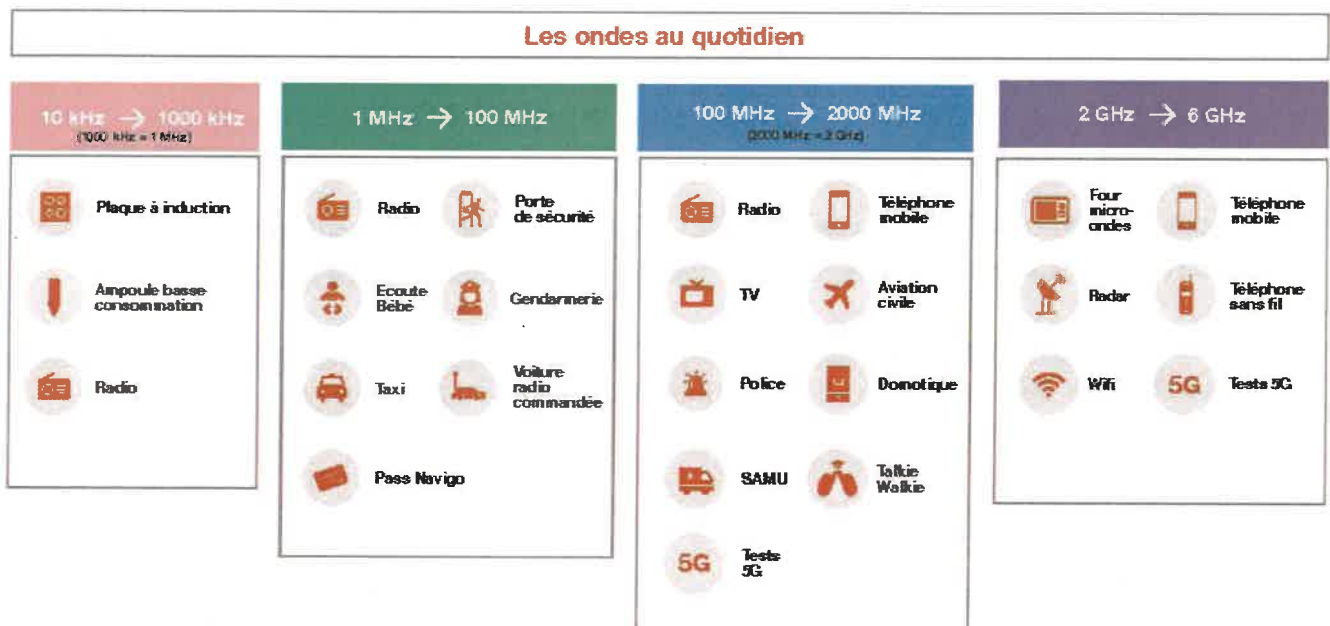 Les ondes au quotidien
10 kHz → 1000 kHz
(1000 kHz = 1 MHz)
Plaque à induction
Ampoule basse
consommation
Radio
1 MHz → 100 MHz
Radio
Porte
de sécurité
Ecoute
Bébé
Gendarmerie
Taxi
Voiture
radio
commandée
Pass Navigo
100 MHz → 2000 MHz
(2000 MHz = 2 GHz)
Radio
Téléphone
mobile
TV
Aviation
civile
Police
Domotique
SAMU
Talkie
Walkie
5G
Tests
5G
2 GHz → 6 GHz
Four
micro-
ondes
Téléphone
mobile
Radar
Téléphone
sans fil
Wifi
5G
Tests 5G